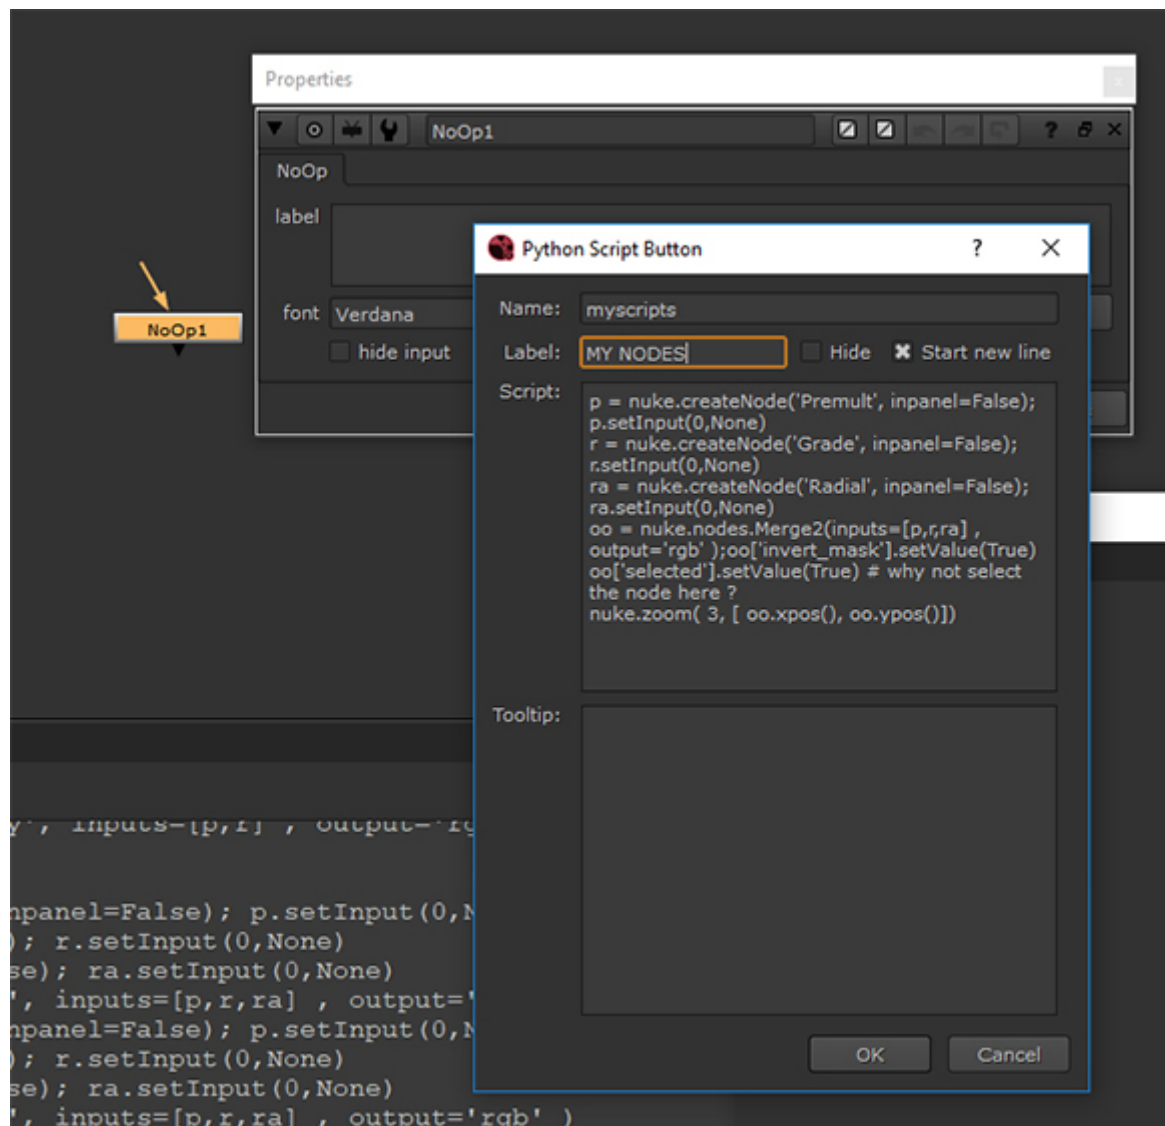 Properties
NoOp1
NoOp
label
font Verdana
hide input
NoOp1
Python Script Button
Name: myscripts
Label: MY NODES Hide Start new line
Script:
p = nuke.createNode('Premult', inpanel=False);
p.setInput(0,None)
r = nuke.createNode('Grade', inpanel=False);
r.setInput(0,None)
ra = nuke.createNode('Radial', inpanel=False);
ra.setInput(0,None)
oo = nuke.nodes.Merge2(inputs=[p,r,ra] ,
output='rgb' );oo['invert_mask'].setValue(True)
oo['selected'].setValue(True) # why not select
the node here ?
nuke.zoom( 3, [ oo.xpos(), oo.ypos()])
Tooltip:
OK Cancel
y', inputs=[p,r] , output='rg
npanel=False); p.setInput(0,N
); r.setInput(0,None)
se); ra.setInput(0,None)
', inputs=[p,r,ra] , output='
npanel=False); p.setInput(0,N
); r.setInput(0,None)
se); ra.setInput(0,None)
', inputs=[p,r,ra] , output='rgb' )